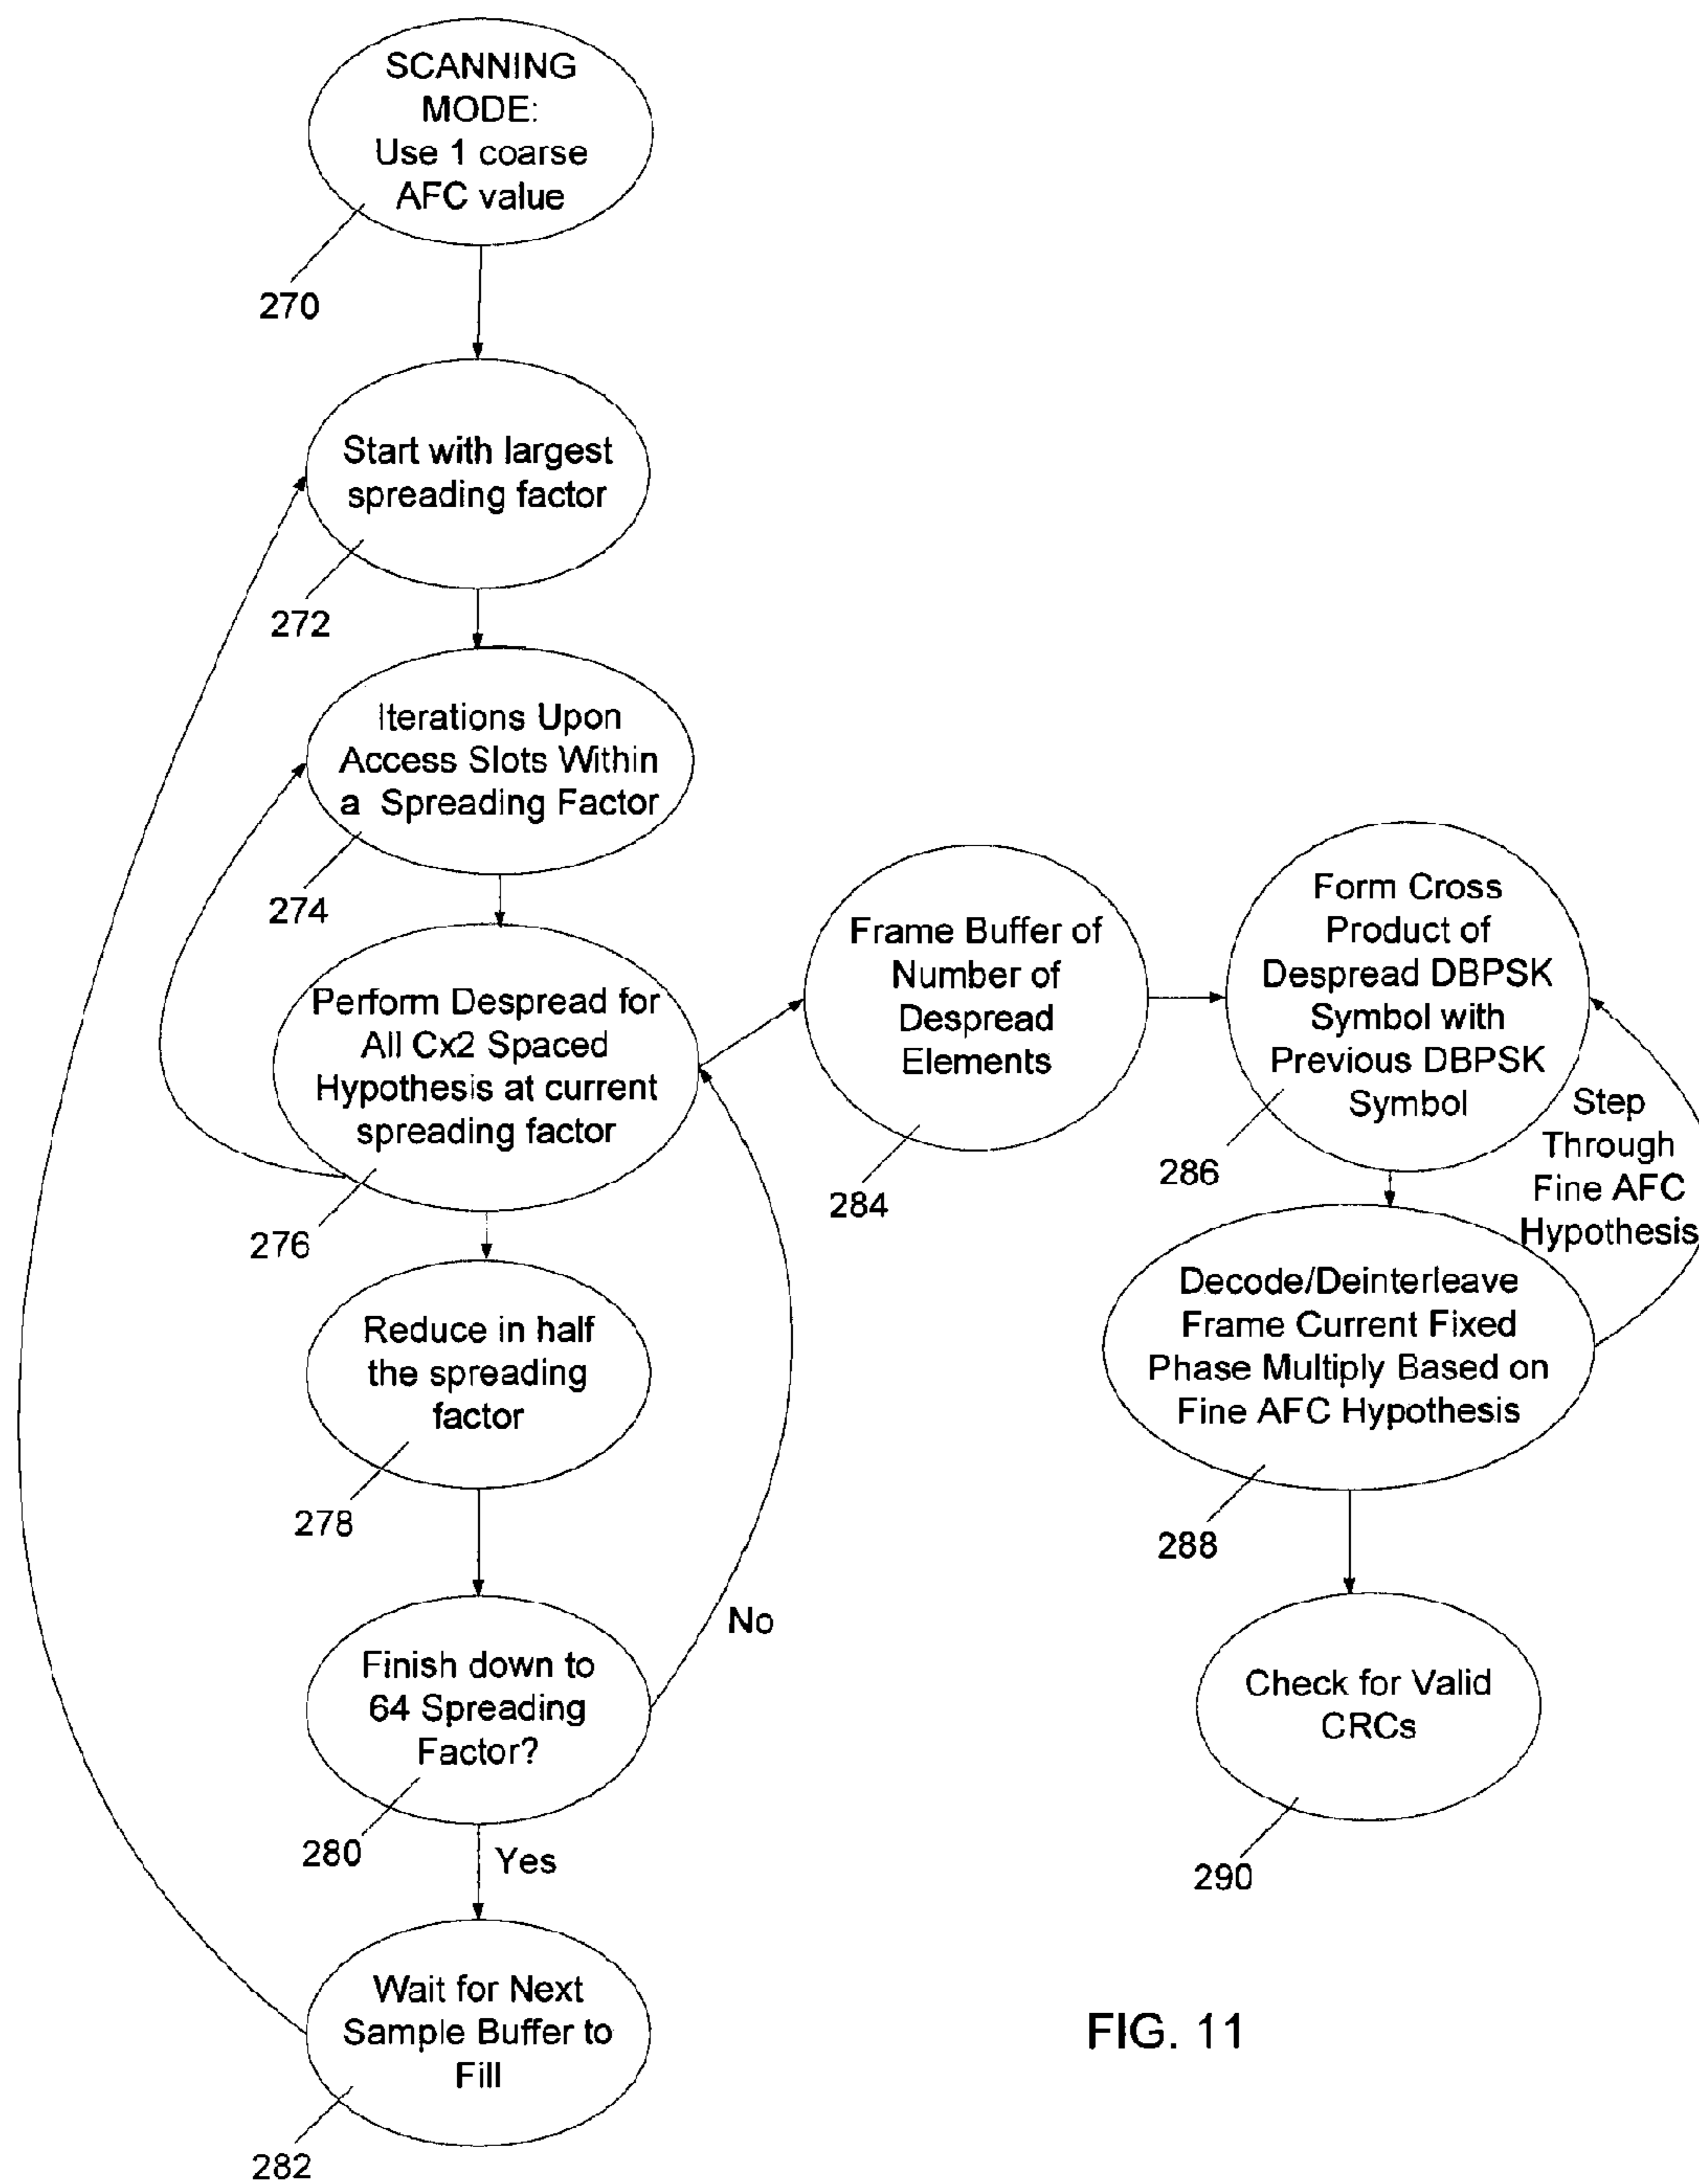 SCANNING
MODE:
Use 1 coarse
AFC value
270
Start with largest
spreading factor
272
Iterations Upon
Access Slots Within
a Spreading Factor
274
Perform Despread for
All Cx2 Spaced
Hypothesis at current
spreading factor
276
Reduce in half
the spreading
factor
278
Finish down to
64 Spreading
Factor?
280
No
Yes
Wait for Next
Sample Buffer to
Fill
282
Frame Buffer of
Number of
Despread
Elements
284
Form Cross
Product of
Despread DBPSK
Symbol with
Previous DBPSK
Symbol
286
Step
Through
Fine AFC
Hypothesis
Decode/Deinterleave
Frame Current Fixed
Phase Multiply Based on
Fine AFC Hypothesis
288
Check for Valid
CRCs
290
FIG. 11